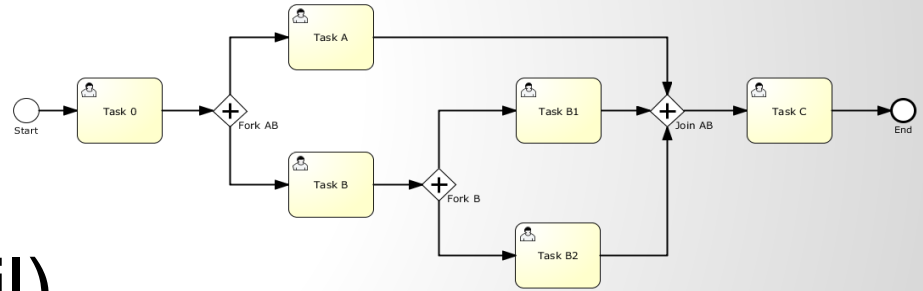 Task A
Task 0
Task B1
Task C
Start
Fork AB
Join AB
End
Task B
Fork B
Task B2